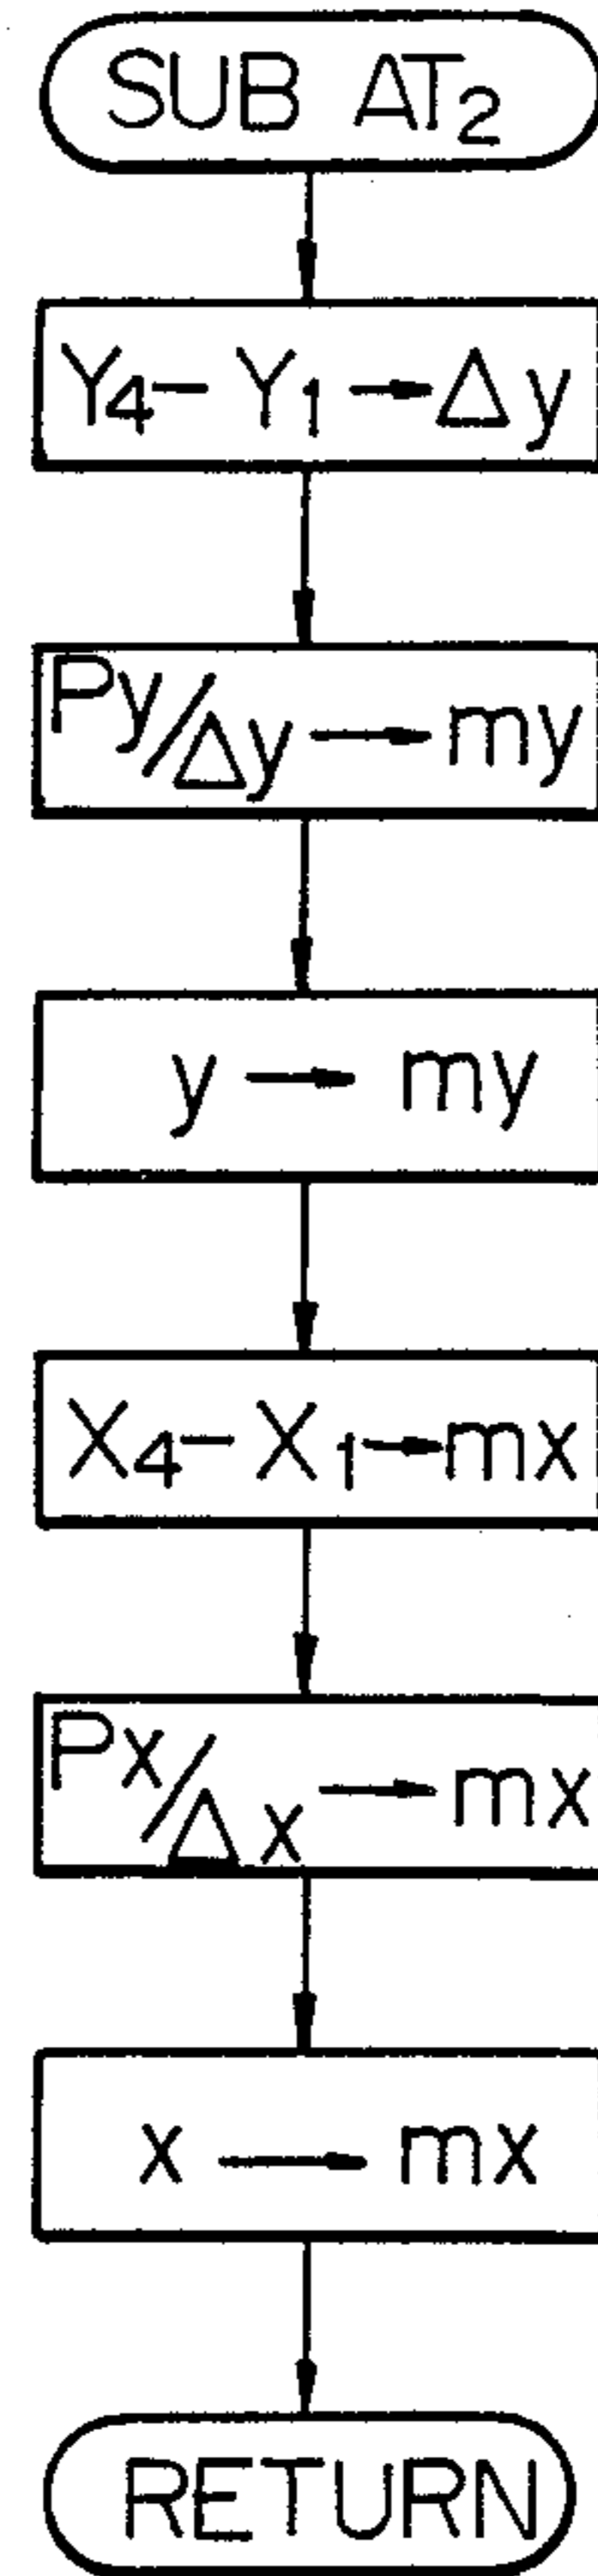 SUB AT₂
Y₄ - Y₁ → Δy
Py/Δy → my
y → my
X₄ - X₁ → mx
Px/Δx → mx
x → mx
RETURN